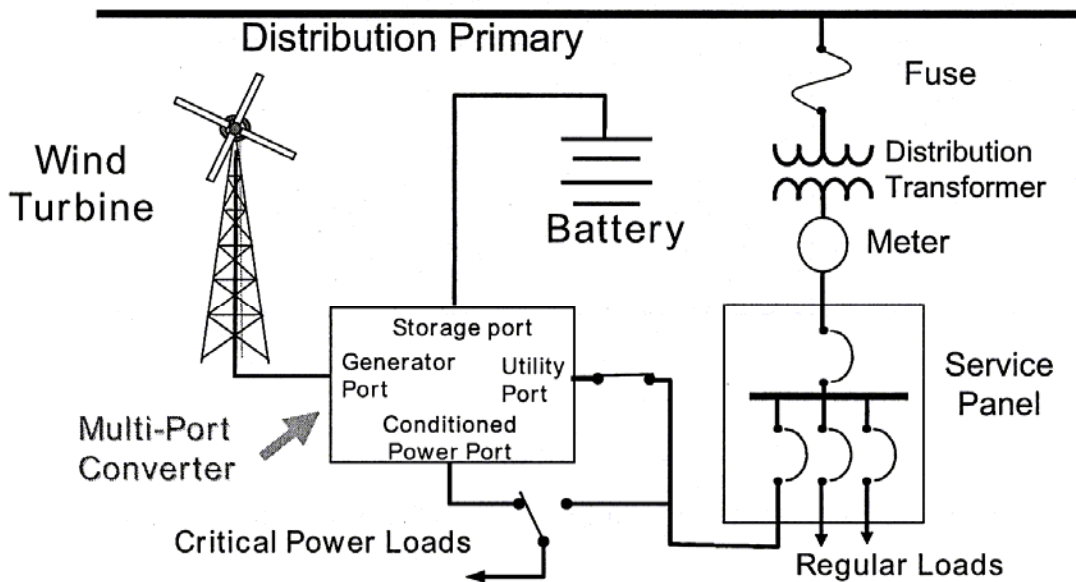 Distribution Primary
Fuse
Distribution
Transformer
Meter
Wind
Turbine
Battery
Storage port
Generator
Port
Utility
Port
Conditioned
Power Port
Multi-Port
Converter
Service
Panel
Critical Power Loads
Regular Loads